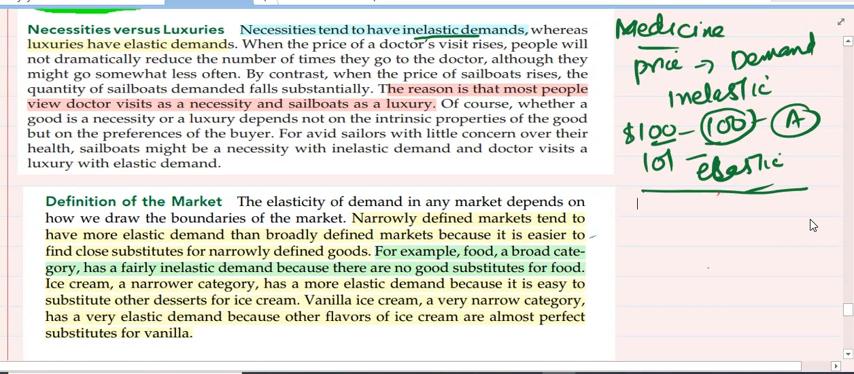 Necessities versus Luxuries Necessities tend to have inelastic demands, whereas
luxuries have elastic demands. When the price of a doctor's visit rises, people will
not dramatically reduce the number of times they go to the doctor, although they
might go somewhat less often. By contrast, when the price of sailboats rises, the
quantity of sailboats demanded falls substantially. The reason is that most people
view doctor visits as a necessity and sailboats as a luxury. Of course, whether a
good is a necessity or a luxury depends not on the intrinsic properties of the good
but on the preferences of the buyer. For avid sailors with little concern over their
health, sailboats might be a necessity with inelastic demand and doctor visits a
luxury with elastic demand.
Definition of the Market The elasticity of demand in any market depends on
how we draw the boundaries of the market. Narrowly defined markets tend to
have more elastic demand than broadly defined markets because it is easier to
find close substitutes for narrowly defined goods. For example, food, a broad cate-
gory, has a fairly inelastic demand because there are no good substitutes for food.
Ice cream, a narrower category, has a more elastic demand because it is easy to
substitute other desserts for ice cream. Vanilla ice cream, a very narrow category,
has a very elastic demand because other flavors of ice cream are almost perfect
substitutes for vanilla.
Medicine
price → Demand
Inelastic
$100 - 100 - A
101 - elastic